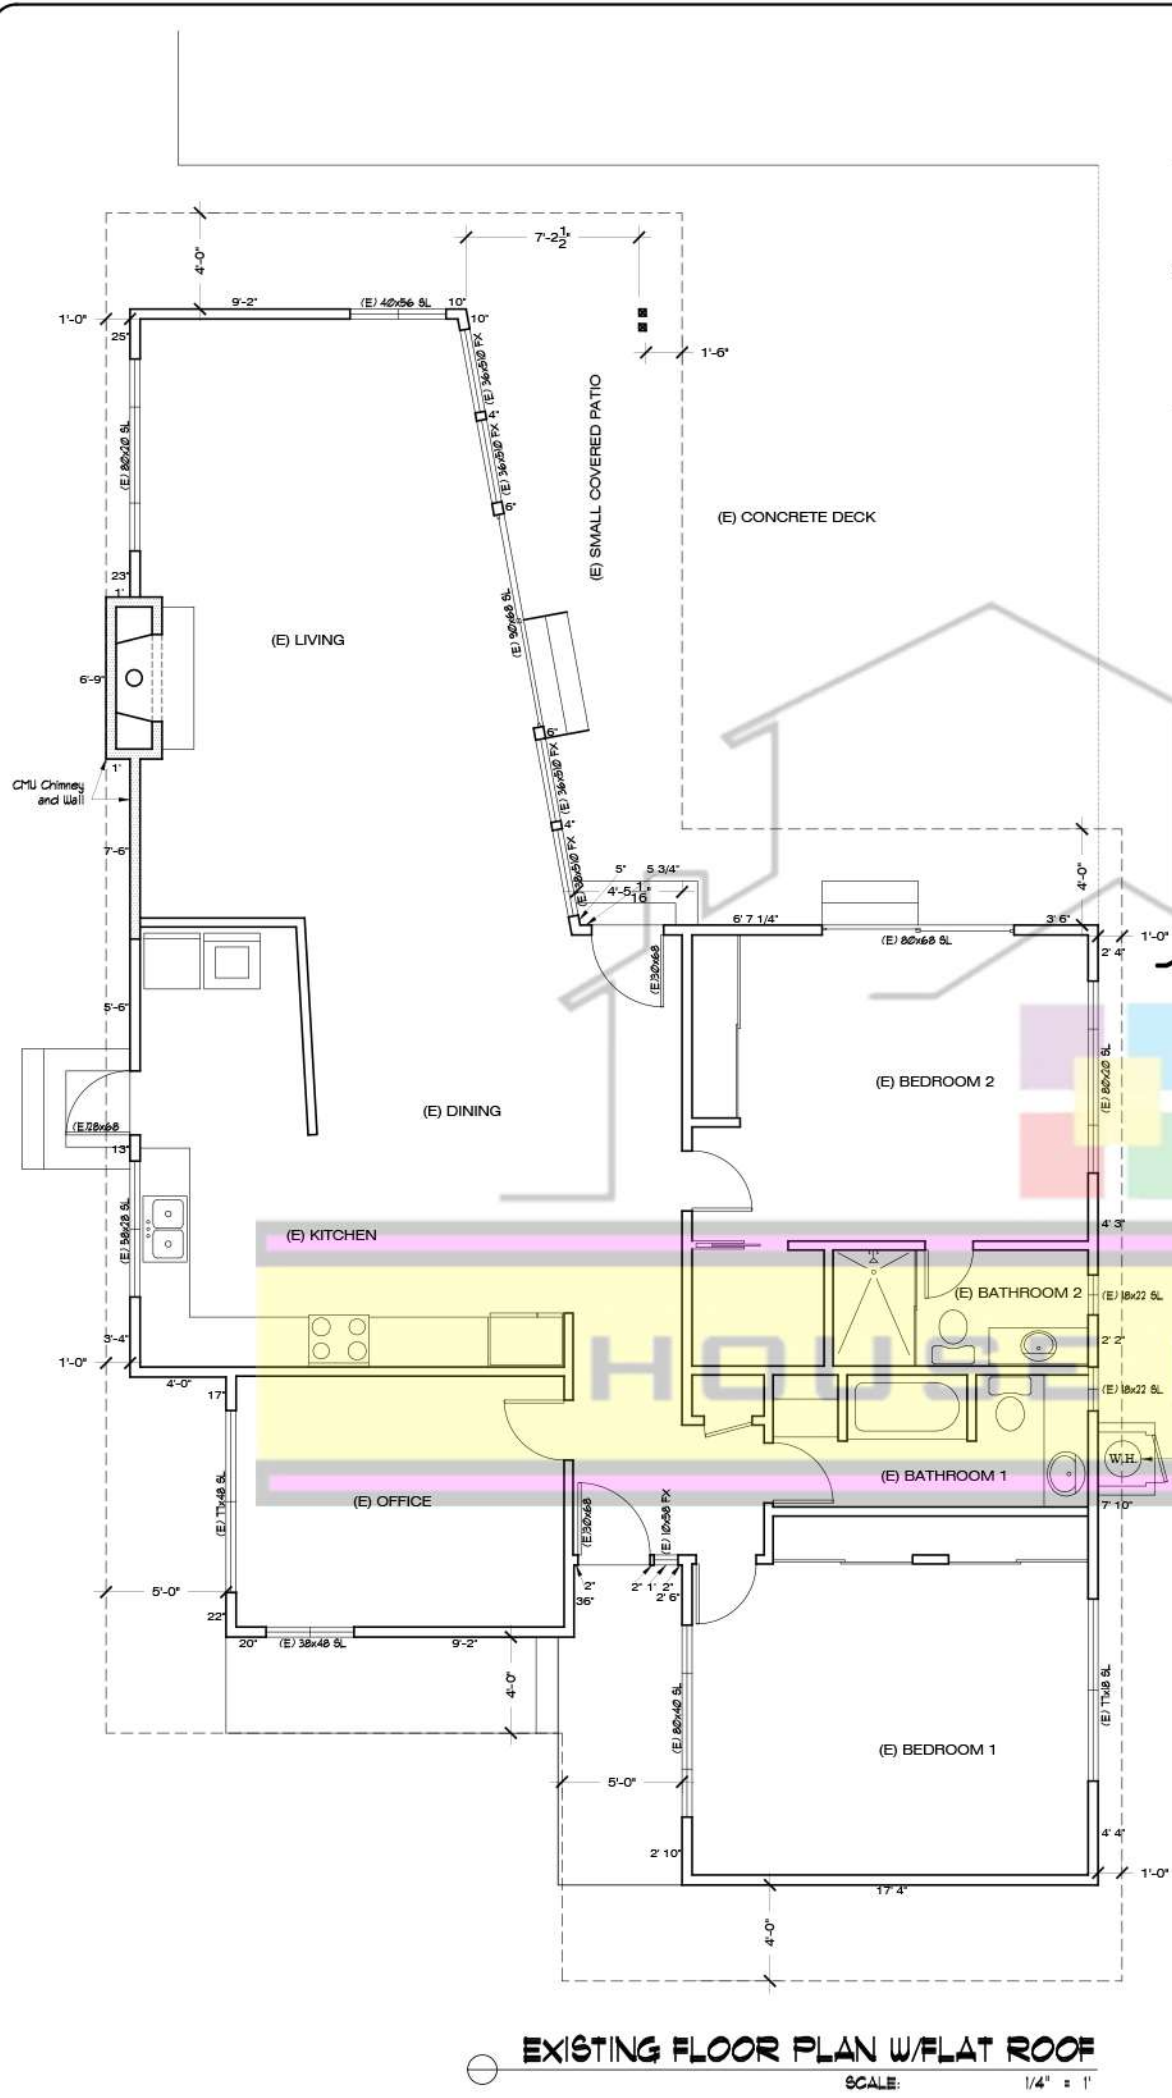 7'-2 1/2"
4'-0"
9'-2"
(E) 40x56 SL
10"
1'-0"
25"
10"
1'-6"
(E) 36x510 FX
4"
(E) 36x510 FX
6"
(E) 80x20 SL
(E) SMALL COVERED PATIO
(E) CONCRETE DECK
23"
1'
(E) 90x68 SL
(E) LIVING
6'-9"
6"
(E) 36x510 FX
1'
CMU Chimney
and Wall
4"
7'-6"
(E) 38x510 FX
5"
5 3/4"
4'-5 1/16"
4'-0"
6' 7 1/4"
3' 6"
(E) 80x68 SL
1'-0"
2' 4"
(E)30x68
5'-6"
(E) 80x20 SL
(E) BEDROOM 2
(E) DINING
(E)28x68
13"
(E) 58x28 SL
4' 3"
(E) KITCHEN
(E) BATHROOM 2
(E) 18x22 SL
3'-4"
2' 2"
1'-0"
HOUSE
4'-0"
17"
(E) 18x22 SL
W.H.
(E) BATHROOM 1
(E) 77x48 SL
(E) OFFICE
7' 10"
(E)30x68
(E) 10x58 FX
5'-0"
2"
36"
2"
1'
2"
2' 6"
22"
20"
(E) 38x48 SL
9'-2"
4'-0"
(E) 80x40 SL
(E) 77x18 SL
(E) BEDROOM 1
5'-0"
2' 10"
4' 4"
1'-0"
17' 4"
4'-0"
EXISTING FLOOR PLAN W/FLAT ROOF
SCALE: 1/4" = 1'